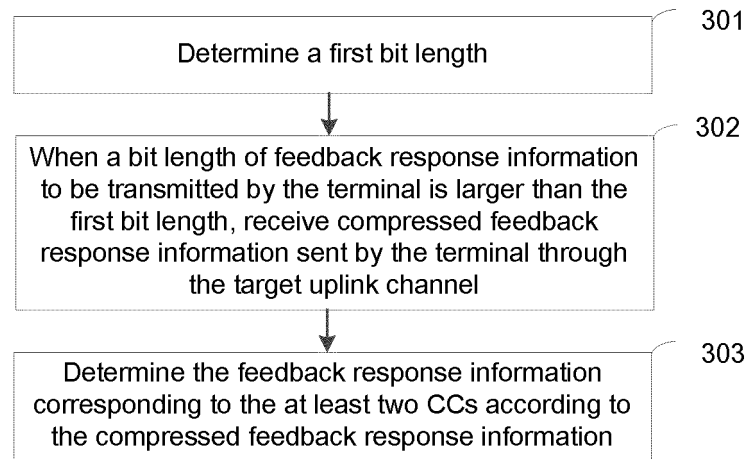 301
Determine a first bit length
302
When a bit length of feedback response information
to be transmitted by the terminal is larger than the
first bit length, receive compressed feedback
response information sent by the terminal through
the target uplink channel
303
Determine the feedback response information
corresponding to the at least two CCs according to
the compressed feedback response information